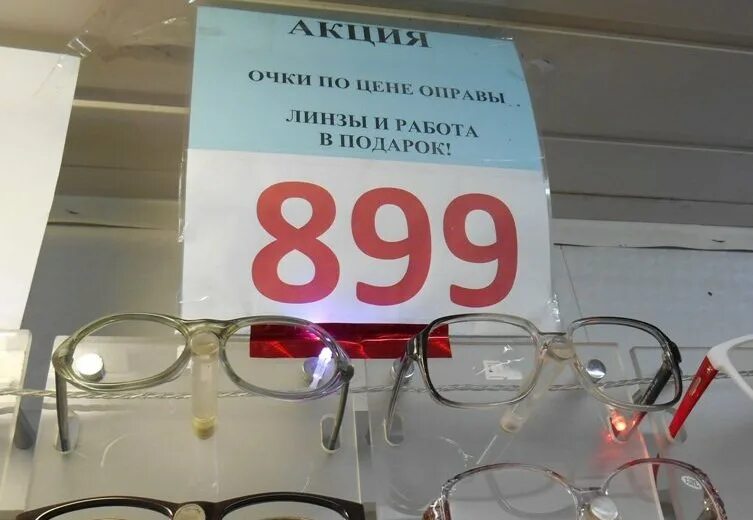 АКЦИЯ
ОЧКИ ПО ЦЕНЕ ОПРАВЫ
ЛИНЗЫ И РАБОТА
В ПОДАРОК!
899